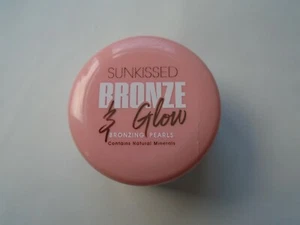 SUNKISSED
BRONZE
& Glow
BRONZING PEARLS
Contains Natural Minerals